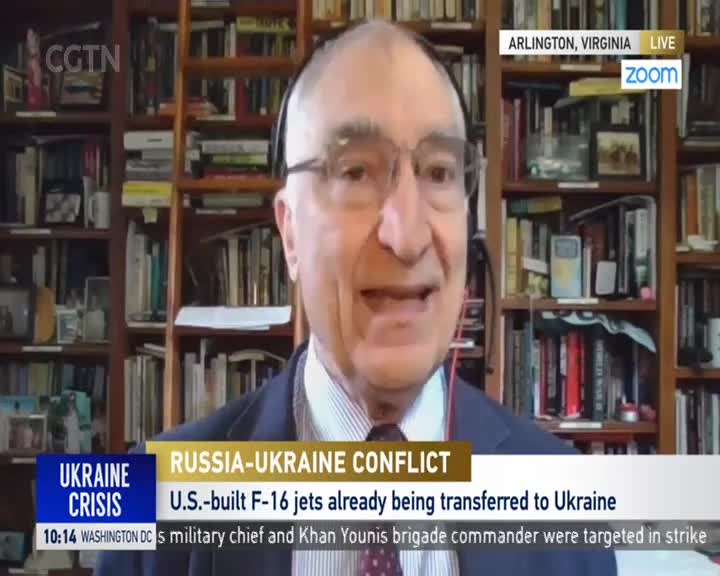 CGTN
ARLINGTON, VIRGINIA LIVE
zoom
RUSSIA-UKRAINE CONFLICT
UKRAINE
CRISIS
U.S.-built F-16 jets already being transferred to Ukraine
10:14 WASHINGTON DC
s military chief and Khan Younis brigade commander were targeted in strike